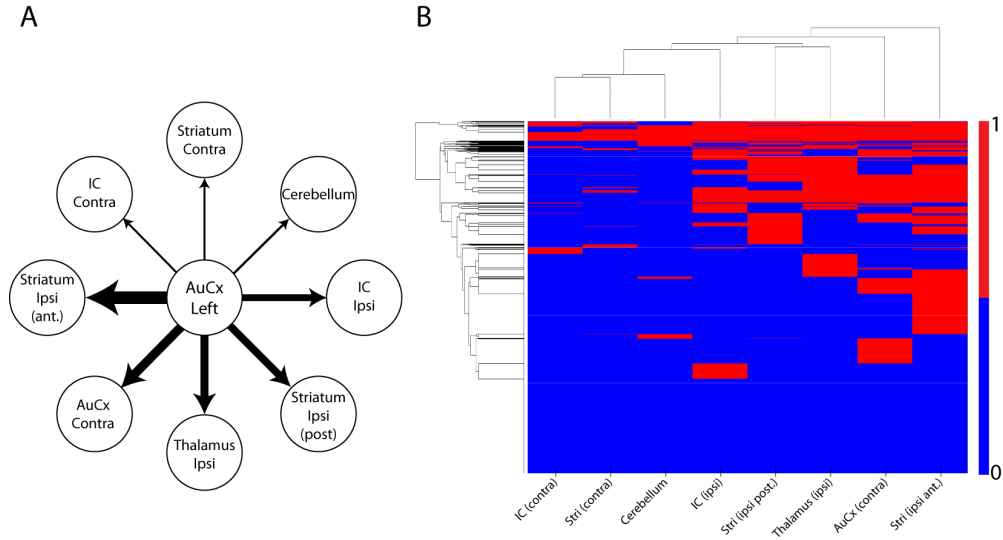 A
B
Striatum
Contra
IC
Contra
Cerebellum
Striatum
Ipsi
(ant.)
AuCx
Left
IC
Ipsi
AuCx
Contra
Thalamus
Ipsi
Striatum
Ipsi
(post)
1
0
IC (contra)
Stri (contra)
Cerebellum
IC (ipsi)
Stri (ipsi post.)
Thalamus (ipsi)
AuCx (contra)
Stri (ipsi ant.)